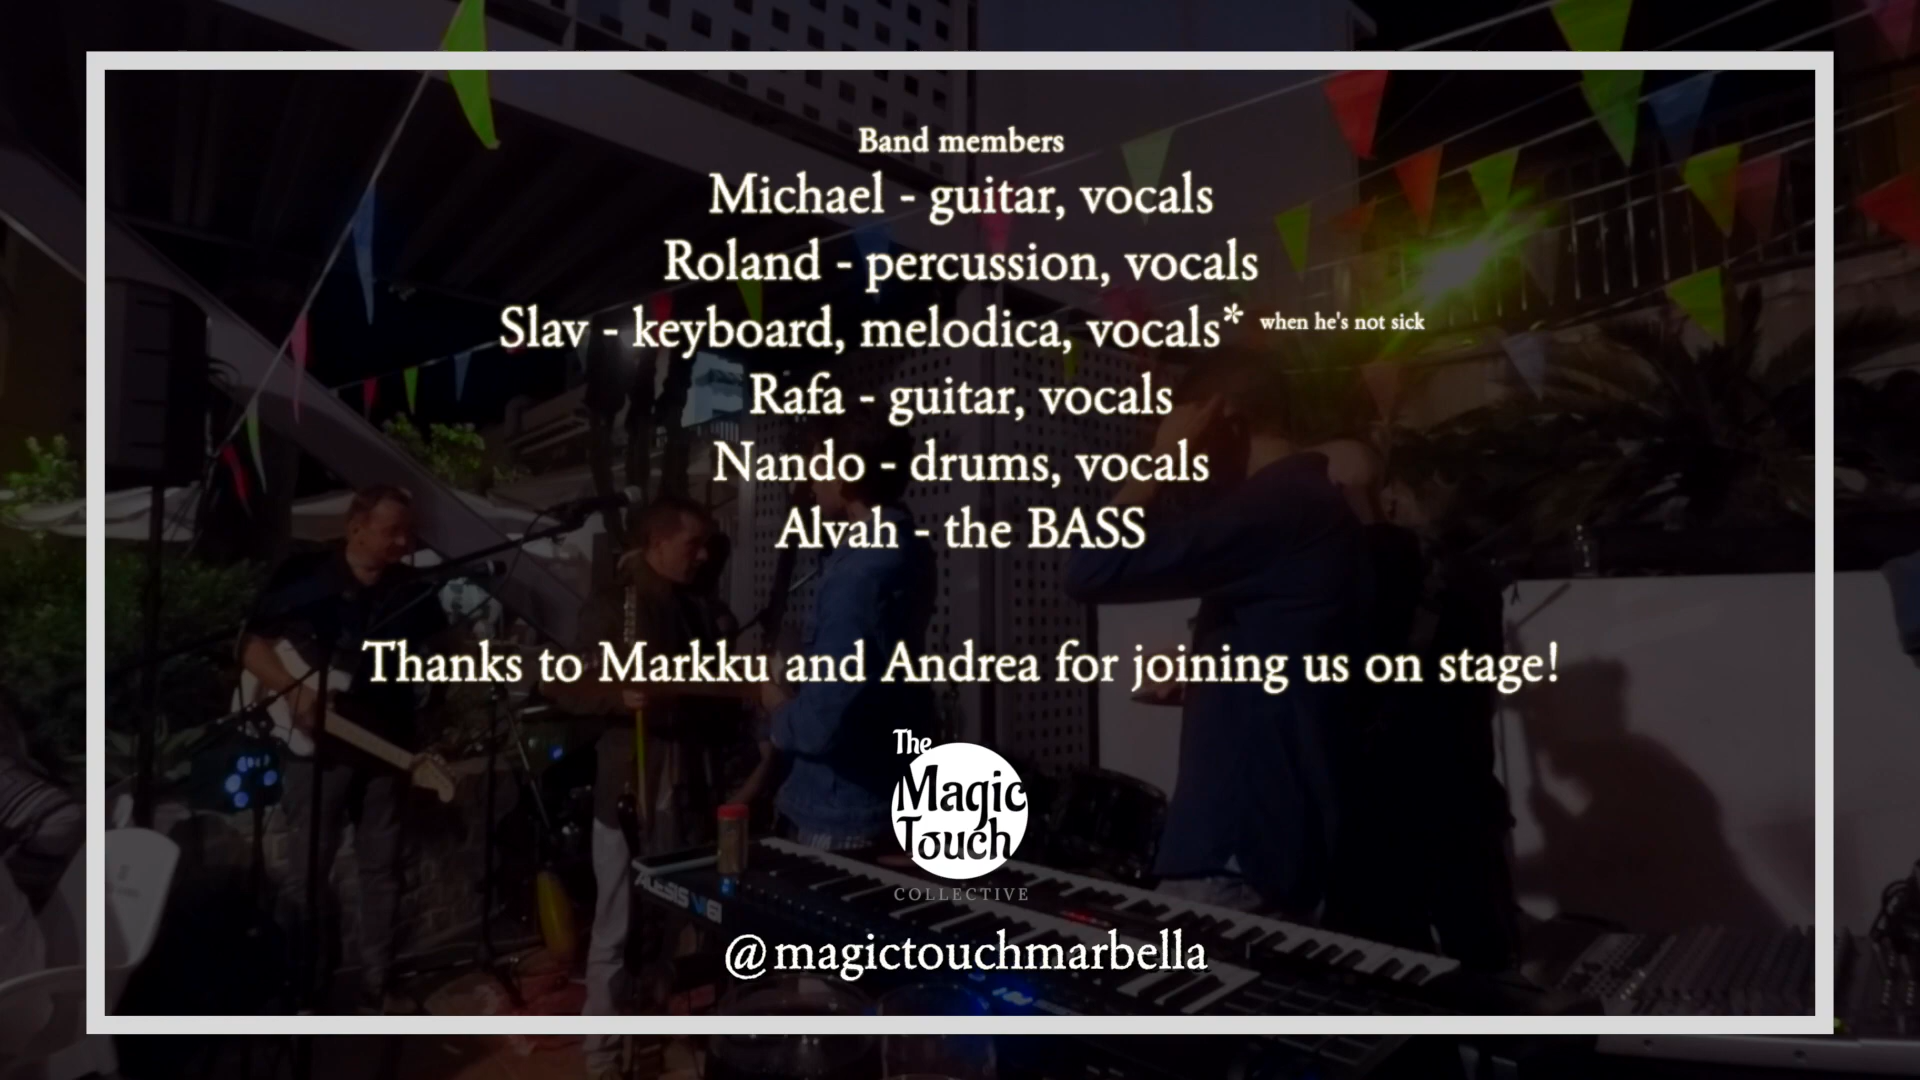 Band members
Michael - guitar, vocals
Roland - percussion, vocals
Slav - keyboard, melodica, vocals* when he's not sick
Rafa - guitar, vocals
Nando - drums, vocals
Alvah - the BASS
Thanks to Markku and Andrea for joining us on stage!
The
Magic
Touch
COLLECTIVE
ALESIS VI61
@magictouchmarbella